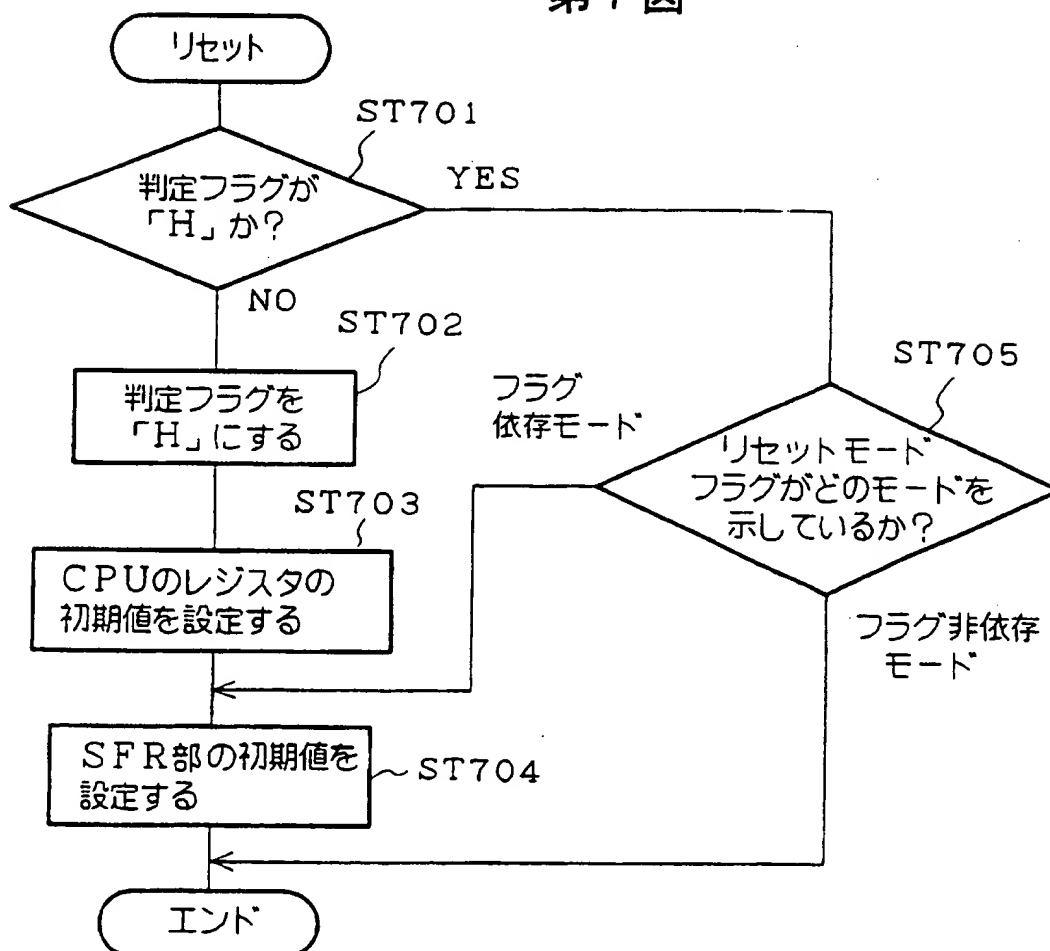 第7図
リセット
ST701
判定フラグが
「H」か?
YES
NO
ST702
判定フラグを
「H」にする
ST703
CPUのレジスタの
初期値を設定する
SFR部の初期値を
設定する
ST704
エンド
フラグ
依存モード
ST705
リセットモード
フラグがどのモードを
示しているか?
フラグ非依存
モード